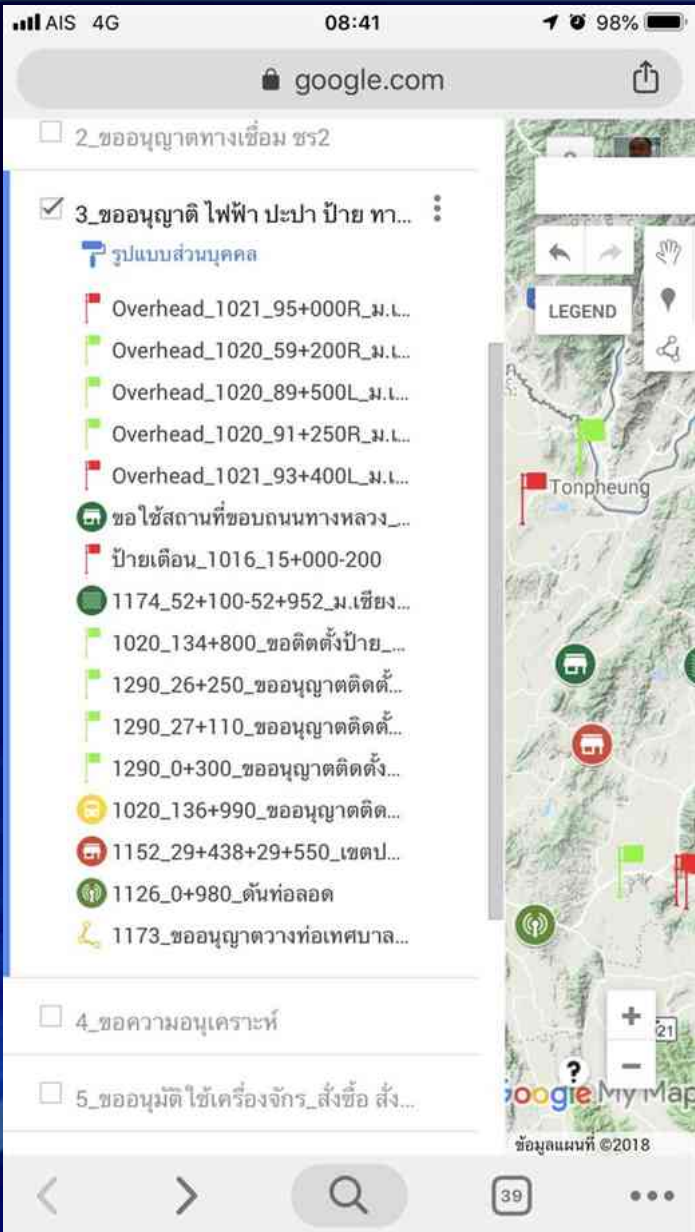 AIS 4G 08:41 98%
google.com
2_ขออนุญาตทางเชื่อม ชร2
3_ขออนุญาติ ไฟฟ้า ปะปา ป้าย ทา...
รูปแบบส่วนบุคคล
Overhead_1021_95+000R_ม.เ...
Overhead_1020_59+200R_ม.เ...
Overhead_1020_89+500L_ม.เ...
Overhead_1020_91+250R_ม.เ...
Overhead_1021_93+400L_ม.เ...
ขอใช้สถานที่ขอบถนนทางหลวง_...
ป้ายเตือน_1016_15+000-200
1174_52+100-52+952_ม.เชียง...
1020_134+800_ขอติดตั้งป้าย_...
1290_26+250_ขออนุญาตติดตั้...
1290_27+110_ขออนุญาตติดตั้...
1290_0+300_ขออนุญาตติดตั้ง...
1020_136+990_ขออนุญาตติด...
1152_29+438+29+550_เขตป...
1126_0+980_ดันท่อลอด
1173_ขออนุญาตวางท่อเทศบาล...
4_ขอความอนุเคราะห์
5_ขออนุมัติใช้เครื่องจักร_สั่งซื้อ สั่ง...
LEGEND
Tonpheung
+
21
?
−
Google My Map
ข้อมูลแผนที่ ©2018
39